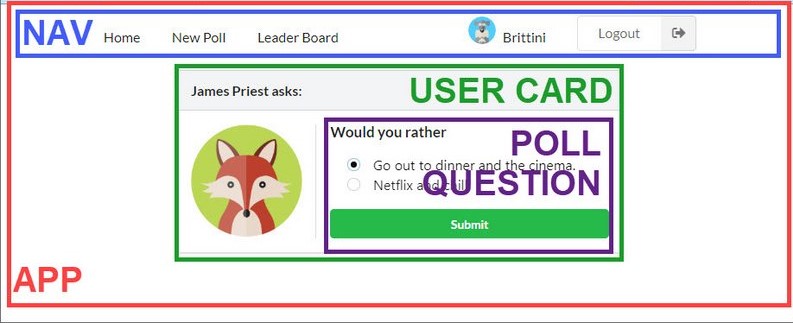 NAV Home New Poll Leader Board Brittini Logout
James Priest asks: USER CARD
Would you rather
POLL
Go out to dinner and the cinema.
Netflix and chill
QUESTION
Submit
APP